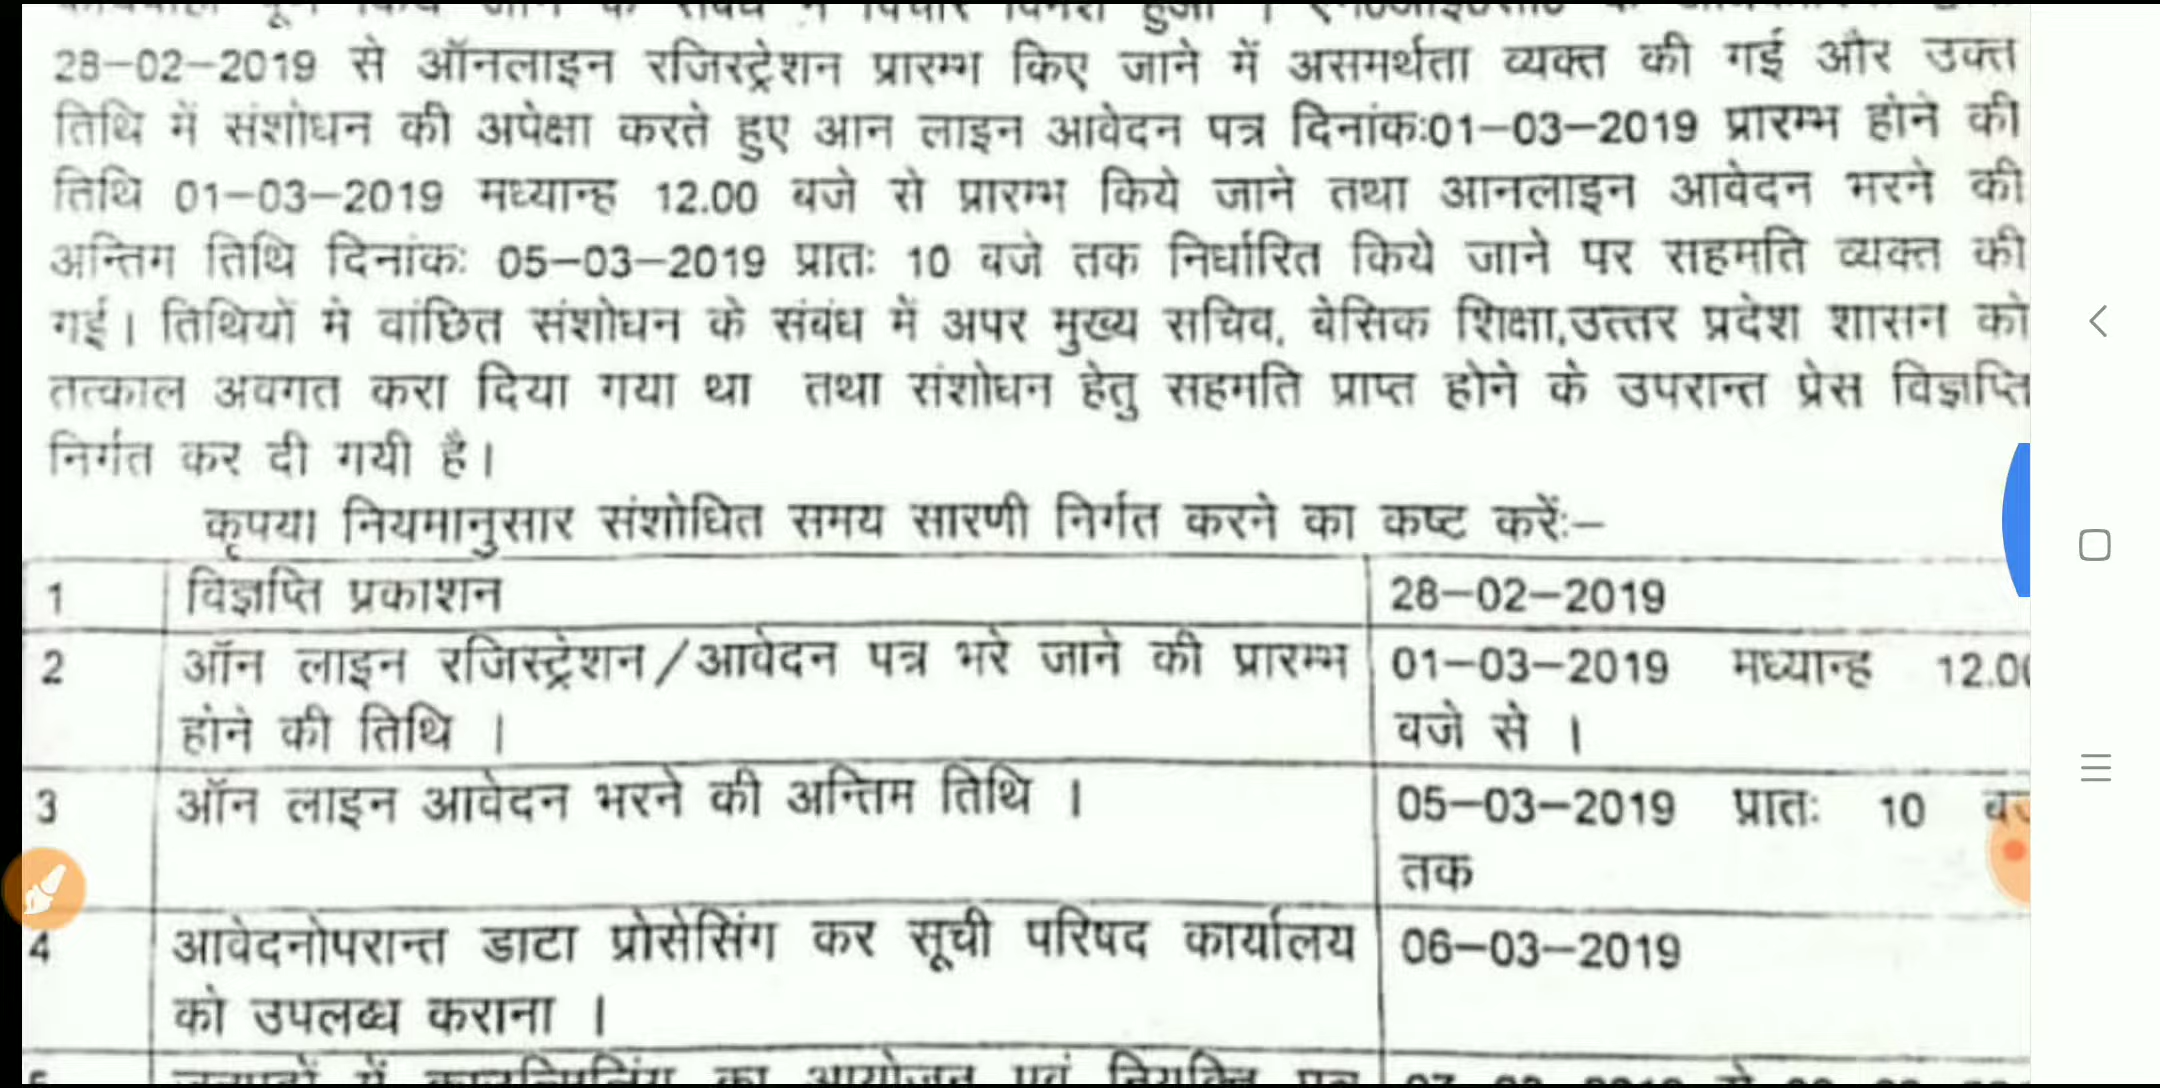 28-02-2019 से ऑनलाइन रजिस्ट्रेशन प्रारम्भ किए जाने में असमर्थता व्यक्त की गई और उक्त
तिथि में संशोधन की अपेक्षा करते हुए आन लाइन आवेदन पत्र दिनांकः01-03-2019 प्रारम्भ होने की
तिथि 01-03-2019 मध्यान्ह 12.00 बजे से प्रारम्भ किये जाने तथा आनलाइन आवेदन भरने की
अन्तिम तिथि दिनांकः 05-03-2019 प्रातः 10 बजे तक निर्धारित किये जाने पर सहमति व्यक्त की
गई। तिथियों मे वांछित संशोधन के संबंध में अपर मुख्य सचिव, बेसिक शिक्षा,उत्तर प्रदेश शासन को
तत्काल अवगत करा दिया गया था तथा संशोधन हेतु सहमति प्राप्त होने के उपरान्त प्रेस विज्ञप्ति
निर्गत कर दी गयी है।
कृपया नियमानुसार संशोधित समय सारणी निर्गत करने का कष्ट करेंः-
1 विज्ञप्ति प्रकाशन 28-02-2019
2 ऑन लाइन रजिस्ट्रेशन/आवेदन पत्र भरे जाने की प्रारम्भ 01-03-2019 मध्यान्ह 12.00
होने की तिथि । बजे से ।
3 ऑन लाइन आवेदन भरने की अन्तिम तिथि । 05-03-2019 प्रातः 10
तक
4 आवेदनोपरान्त डाटा प्रोसेसिंग कर सूची परिषद कार्यालय 06-03-2019
को उपलब्ध कराना ।